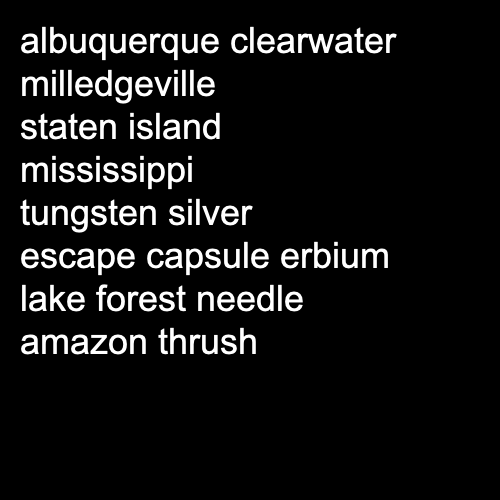 albuquerque clearwater
milledgeville
staten island
mississippi
tungsten silver
escape capsule erbium
lake forest needle
amazon thrush